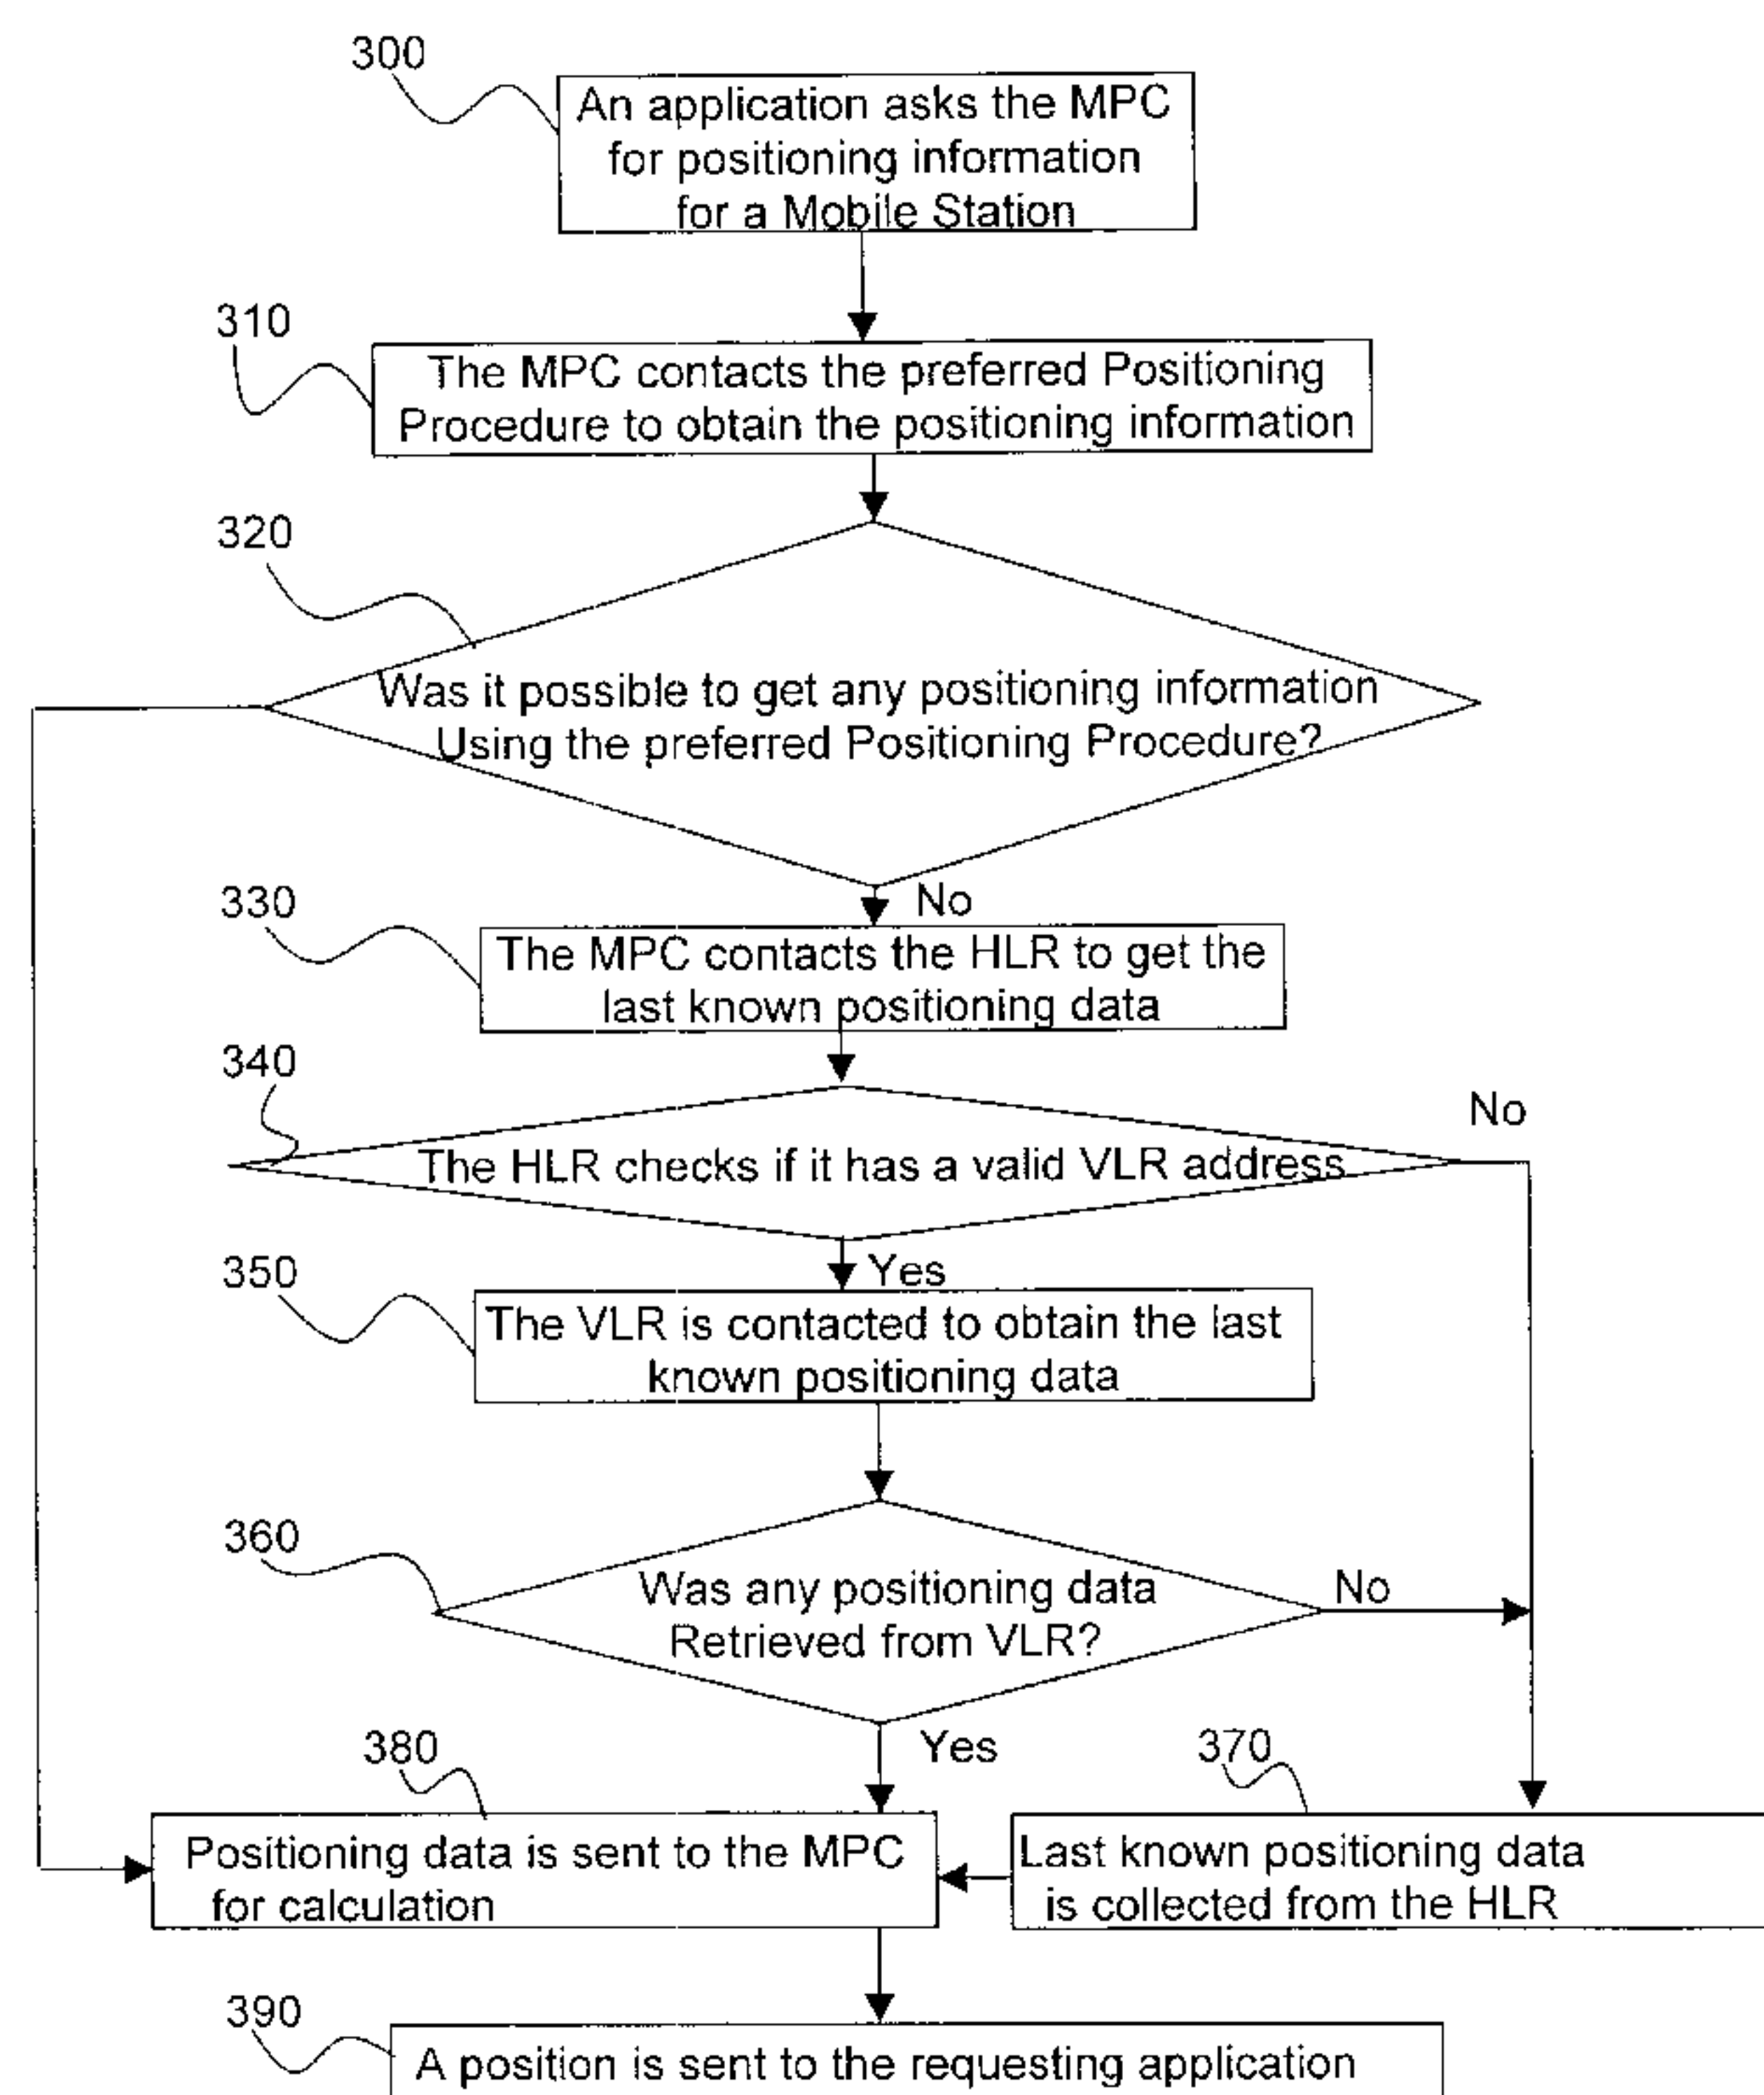 300
An application asks the MPC
for positioning information
for a Mobile Station
310
The MPC contacts the preferred Positioning
Procedure to obtain the positioning information
320
Was it possible to get any positioning information
Using the preferred Positioning Procedure?
No
330
The MPC contacts the HLR to get the
last known positioning data
340
No
The HLR checks if it has a valid VLR address
Yes
350
The VLR is contacted to obtain the last
known positioning data
360
Was any positioning data
Retrieved from VLR?
No
Yes
380
370
Positioning data is sent to the MPC
for calculation
Last known positioning data
is collected from the HLR
390
A position is sent to the requesting application